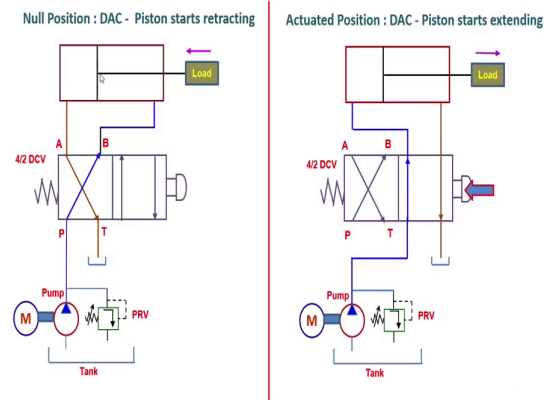 Null Position : DAC - Piston starts retracting
Load
A
B
4/2 DCV
P
T
Pump
M
PRV
Tank
Actuated Position : DAC - Piston starts extending
Load
A
B
4/2 DCV
P
T
Pump
M
PRV
Tank